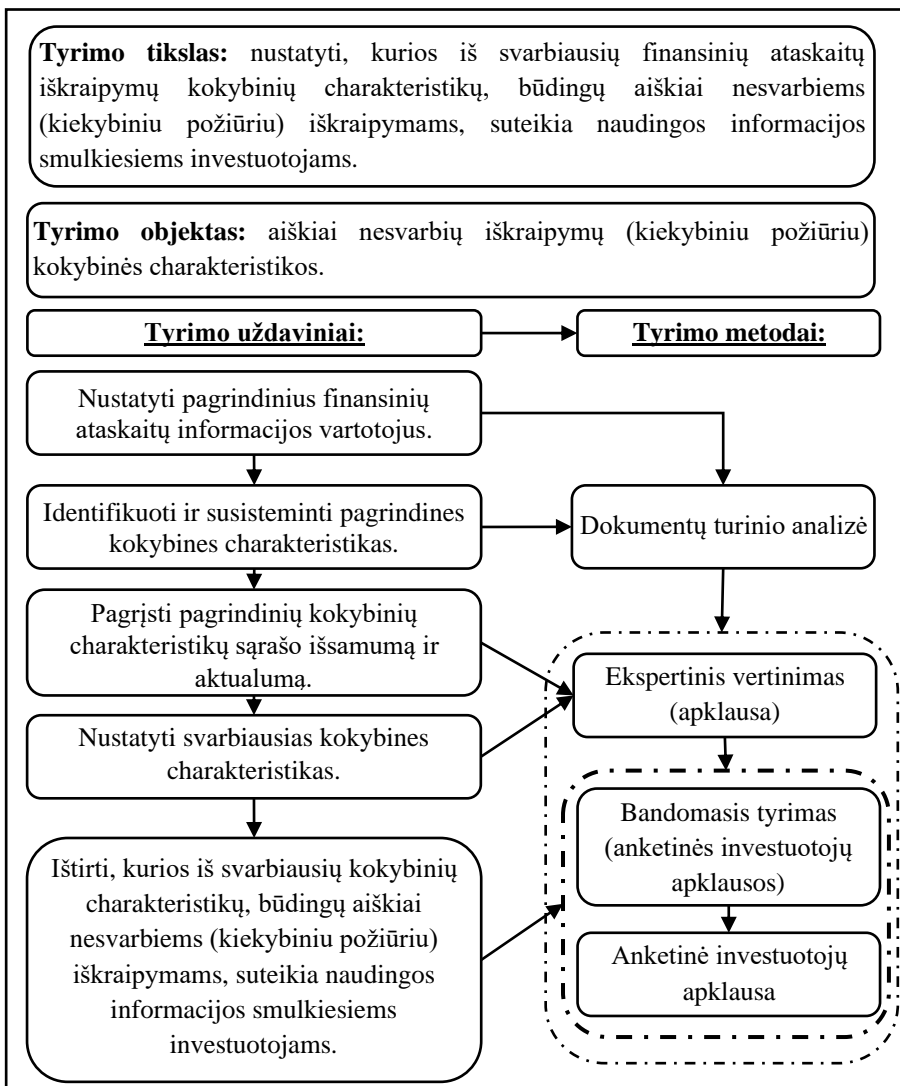 Tyrimo tikslas: nustatyti, kurios iš svarbiausių finansinių ataskaitų
iškraipymų kokybinių charakteristikų, būdingų aiškiai nesvarbiems
(kiekybiniu požiūriu) iškraipymams, suteikia naudingos informacijos
smulkiesiems investuotojams.
Tyrimo objektas: aiškiai nesvarbių iškraipymų (kiekybiniu požiūriu)
kokybinės charakteristikos.
Tyrimo uždaviniai:
Tyrimo metodai:
Nustatyti pagrindinius finansinių
ataskaitų informacijos vartotojus.
Identifikuoti ir susisteminti pagrindines
kokybines charakteristikas.
Dokumentų turinio analizė
Pagrįsti pagrindinių kokybinių
charakteristikų sąrašo išsamumą ir
aktualumą.
Ekspertinis vertinimas
(apklausa)
Nustatyti svarbiausias kokybines
charakteristikas.
Bandomasis tyrimas
(anketinės investuotojų
apklausos)
Ištirti, kurios iš svarbiausių kokybinių
charakteristikų, būdingų aiškiai
nesvarbiems (kiekybiniu požiūriu)
iškraipymams, suteikia naudingos
informacijos smulkiesiems
investuotojams.
Anketinė investuotojų
apklausa